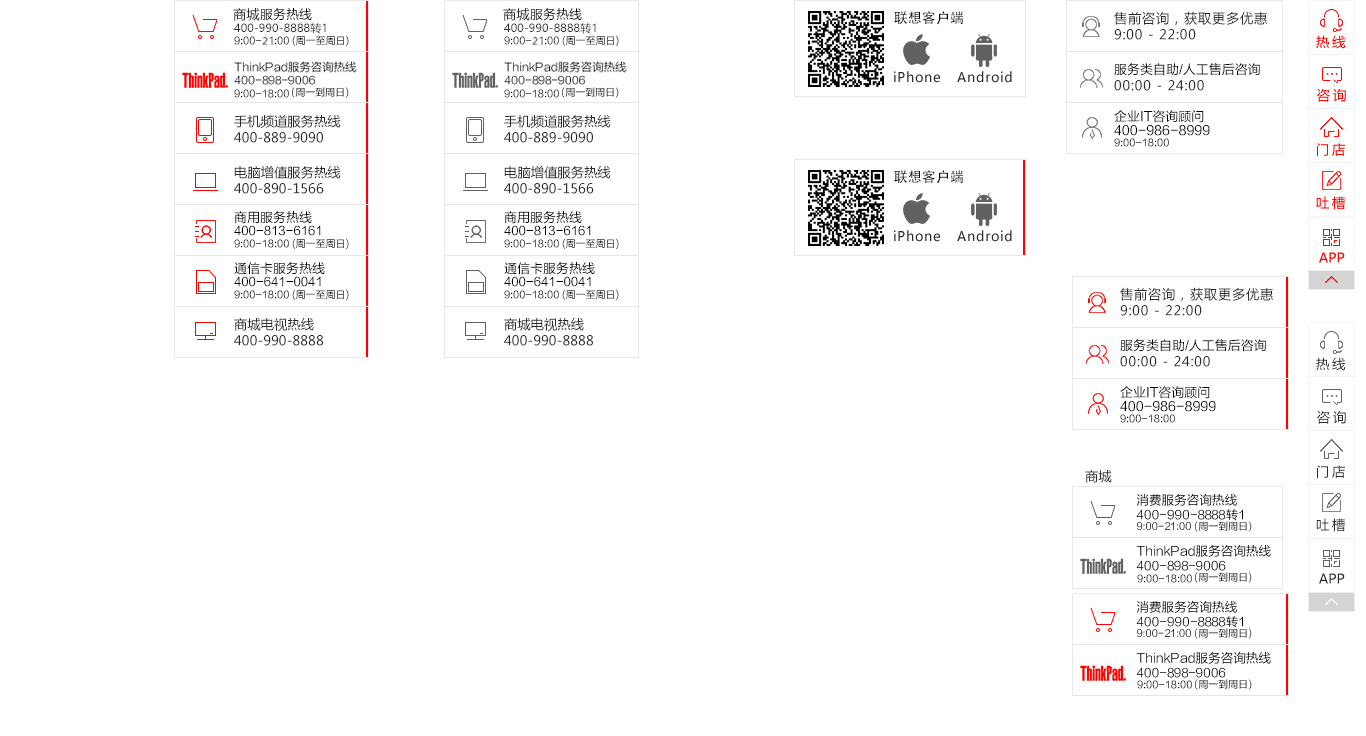 商城服务热线
400-990-8888转1
9:00-21:00 (周一至周日)
ThinkPad.
ThinkPad服务咨询热线
400-898-9006
9:00-18:00 (周一到周日)
手机频道服务热线
400-889-9090
电脑增值服务热线
400-890-1566
商用服务热线
400-813-6161
9:00-18:00 (周一至周日)
通信卡服务热线
400-641-0041
9:00-18:00 (周一至周日)
商城电视热线
400-990-8888
商城服务热线
400-990-8888转1
9:00-21:00 (周一至周日)
ThinkPad.
ThinkPad服务咨询热线
400-898-9006
9:00-18:00 (周一到周日)
手机频道服务热线
400-889-9090
电脑增值服务热线
400-890-1566
商用服务热线
400-813-6161
9:00-18:00 (周一至周日)
通信卡服务热线
400-641-0041
9:00-18:00 (周一至周日)
商城电视热线
400-990-8888
联想客户端
iPhone Android
联想客户端
iPhone Android
售前咨询，获取更多优惠
9:00 - 22:00
服务类自助/人工售后咨询
00:00 - 24:00
企业IT咨询顾问
400-986-8999
9:00-18:00
售前咨询，获取更多优惠
9:00 - 22:00
服务类自助/人工售后咨询
00:00 - 24:00
企业IT咨询顾问
400-986-8999
9:00-18:00
商城
消费服务咨询热线
400-990-8888转1
9:00-21:00 (周一到周日)
ThinkPad.
ThinkPad服务咨询热线
400-898-9006
9:00-18:00 (周一到周日)
消费服务咨询热线
400-990-8888转1
9:00-21:00 (周一到周日)
ThinkPad.
ThinkPad服务咨询热线
400-898-9006
9:00-18:00 (周一到周日)
热线
咨询
门店
吐槽
APP
热线
咨询
门店
吐槽
APP